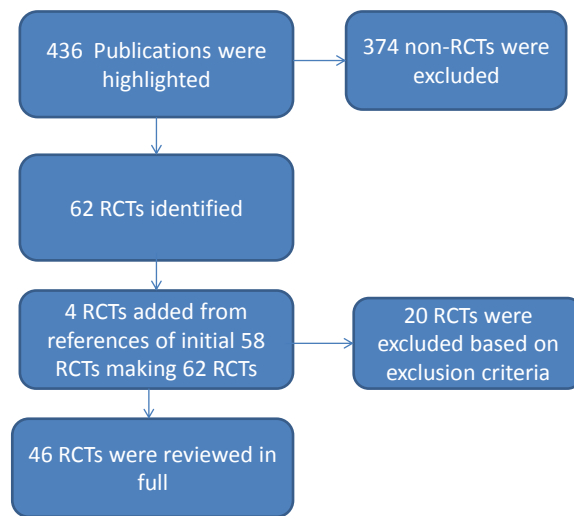 436 Publications were
highlighted
374 non-RCTs were
excluded
62 RCTs identified
4 RCTs added from
references of initial 58
RCTs making 62 RCTs
20 RCTs were
excluded based on
exclusion criteria
46 RCTs were reviewed in
full